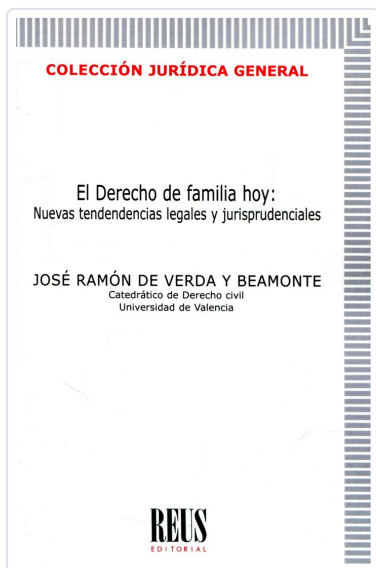 COLECCIÓN JURÍDICA GENERAL
El Derecho de familia hoy:
Nuevas tendendencias legales y jurisprudenciales
JOSÉ RAMÓN DE VERDA Y BEAMONTE
Catedrático de Derecho civil
Universidad de Valencia
REUS
EDITORIAL